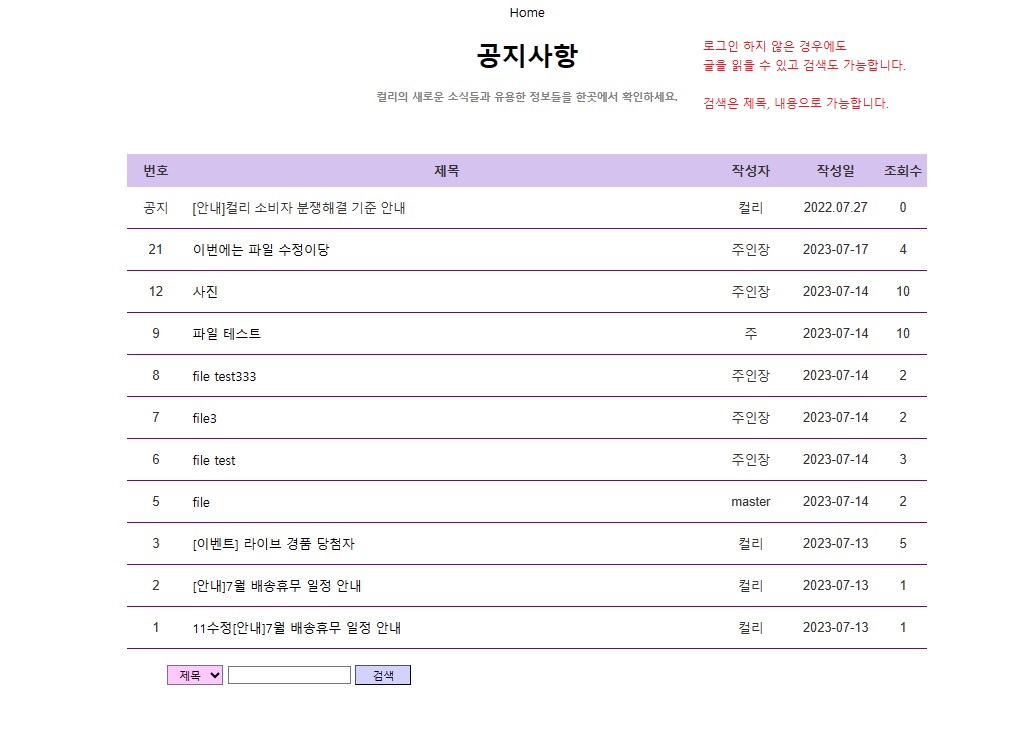 Home
공지사항
로그인 하지 않은 경우에도
글을 읽을 수 있고 검색도 가능합니다.
컬리의 새로운 소식들과 유용한 정보들을 한곳에서 확인하세요.
검색은 제목, 내용으로 가능합니다.
번호 제목 작성자 작성일 조회수
공지 [안내]컬리 소비자 분쟁해결 기준 안내 컬리 2022.07.27 0
21 이번에는 파일 수정이당 주인장 2023-07-17 4
12 사진 주인장 2023-07-14 10
9 파일 테스트 주 2023-07-14 10
8 file test333 주인장 2023-07-14 2
7 file3 주인장 2023-07-14 2
6 file test 주인장 2023-07-14 3
5 file master 2023-07-14 2
3 [이벤트] 라이브 경품 당첨자 컬리 2023-07-13 5
2 [안내]7월 배송휴무 일정 안내 컬리 2023-07-13 1
1 11수정[안내]7월 배송휴무 일정 안내 컬리 2023-07-13 1
제목 검색